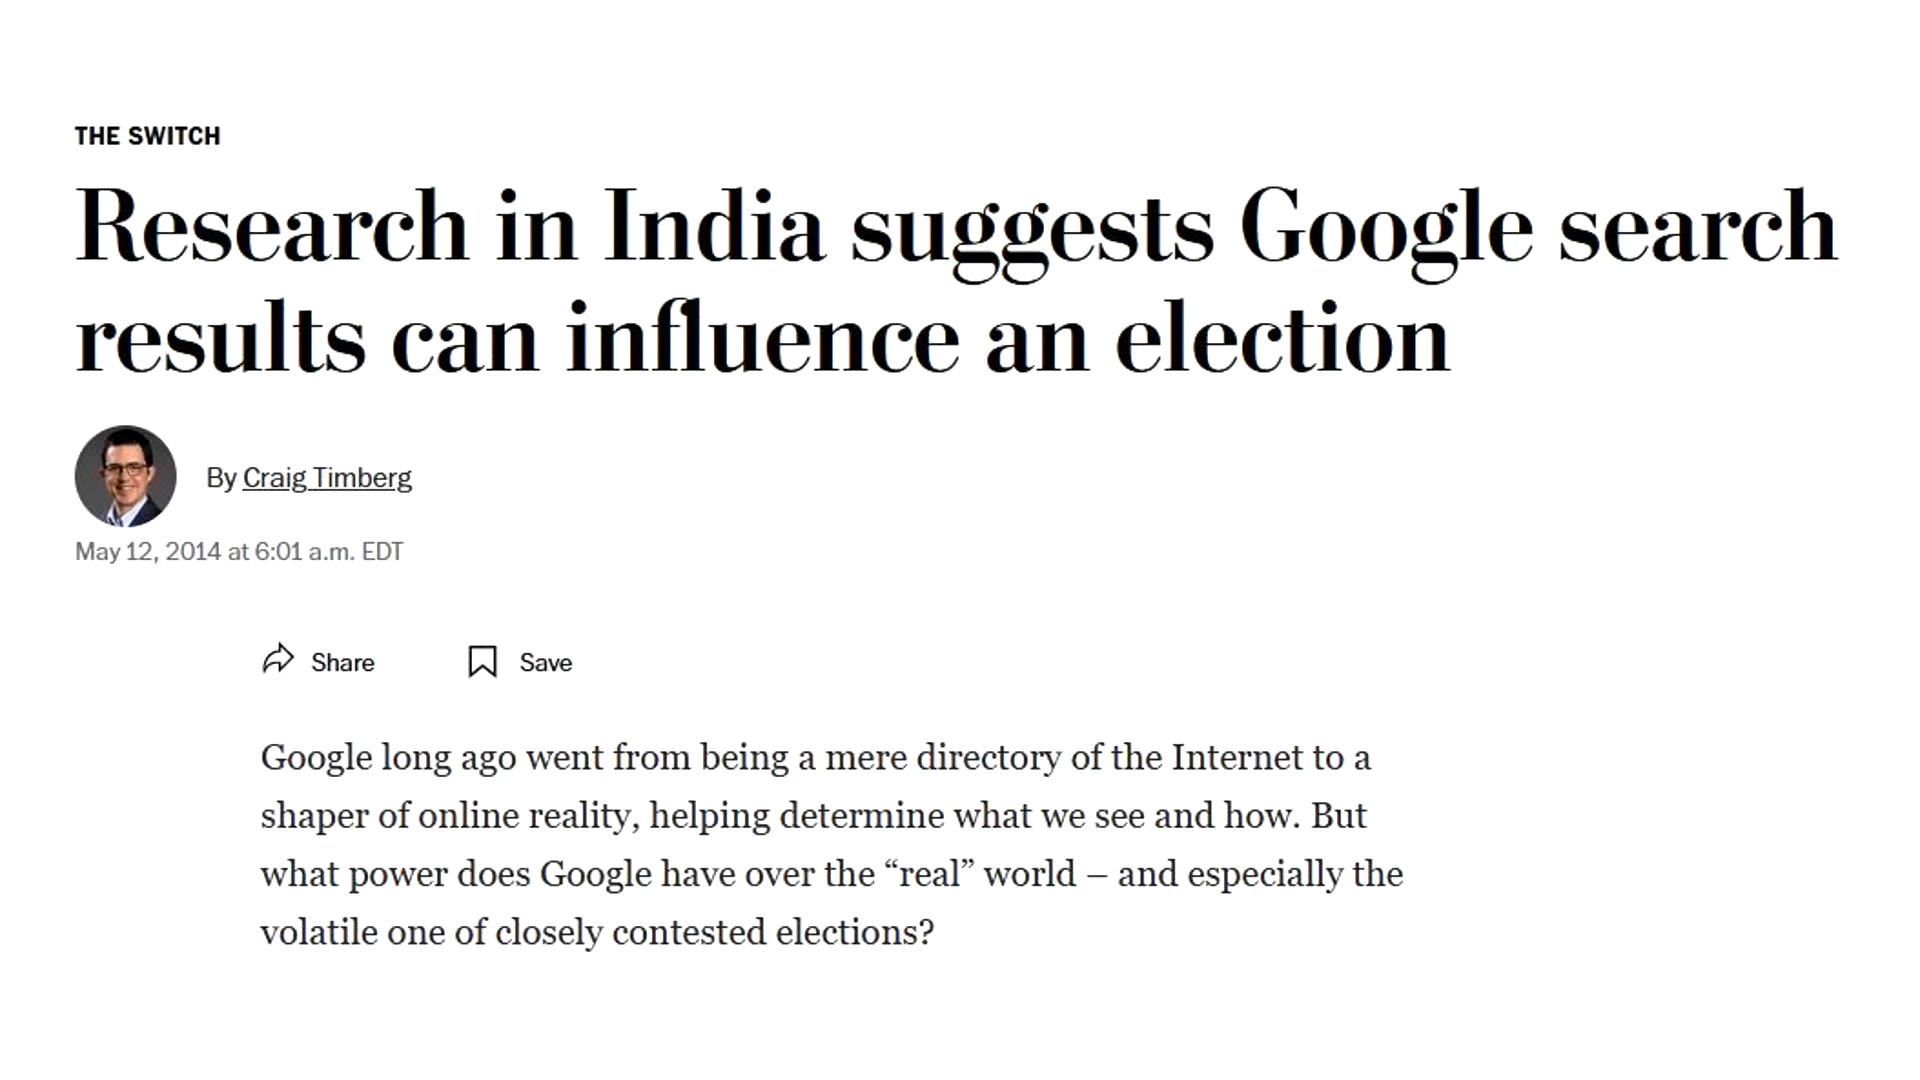 THE SWITCH
Research in India suggests Google search
results can influence an election
By Craig Timberg
May 12, 2014 at 6:01 a.m. EDT
Share Save
Google long ago went from being a mere directory of the Internet to a
shaper of online reality, helping determine what we see and how. But
what power does Google have over the “real” world – and especially the
volatile one of closely contested elections?